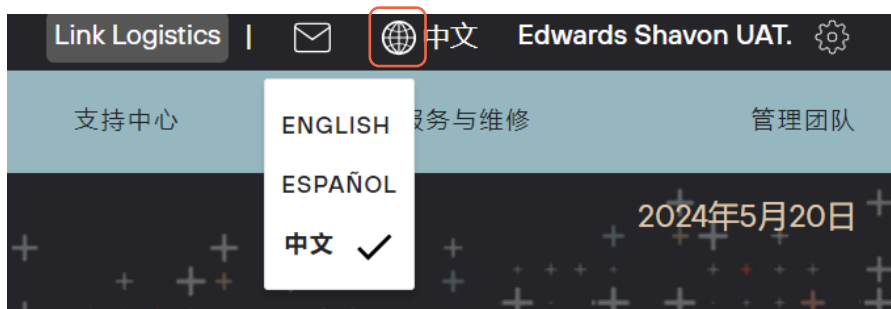 Link Logistics | 中文 Edwards Shavon UAT.
支持中心 务与维修 管理团队
ENGLISH
ESPAÑOL
中文
2024年5月20日